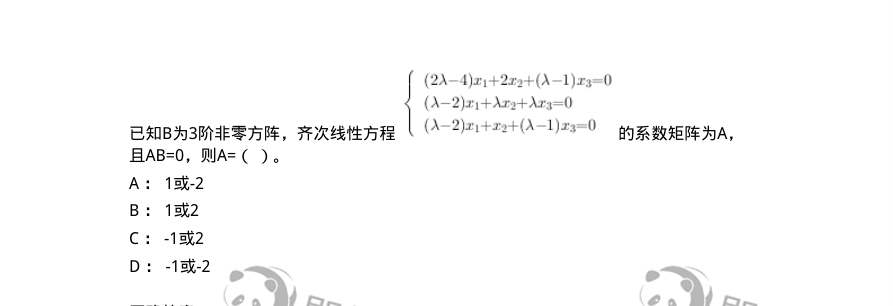 (2λ−4)x₁+2x₂+(λ−1)x₃=0
(λ−2)x₁+λx₂+λx₃=0
(λ−2)x₁+x₂+(λ−1)x₃=0
已知B为3阶非零方阵，齐次线性方程 的系数矩阵为A，
且AB=0，则A=（ ）。
A： 1或-2
B： 1或2
C： -1或2
D： -1或-2